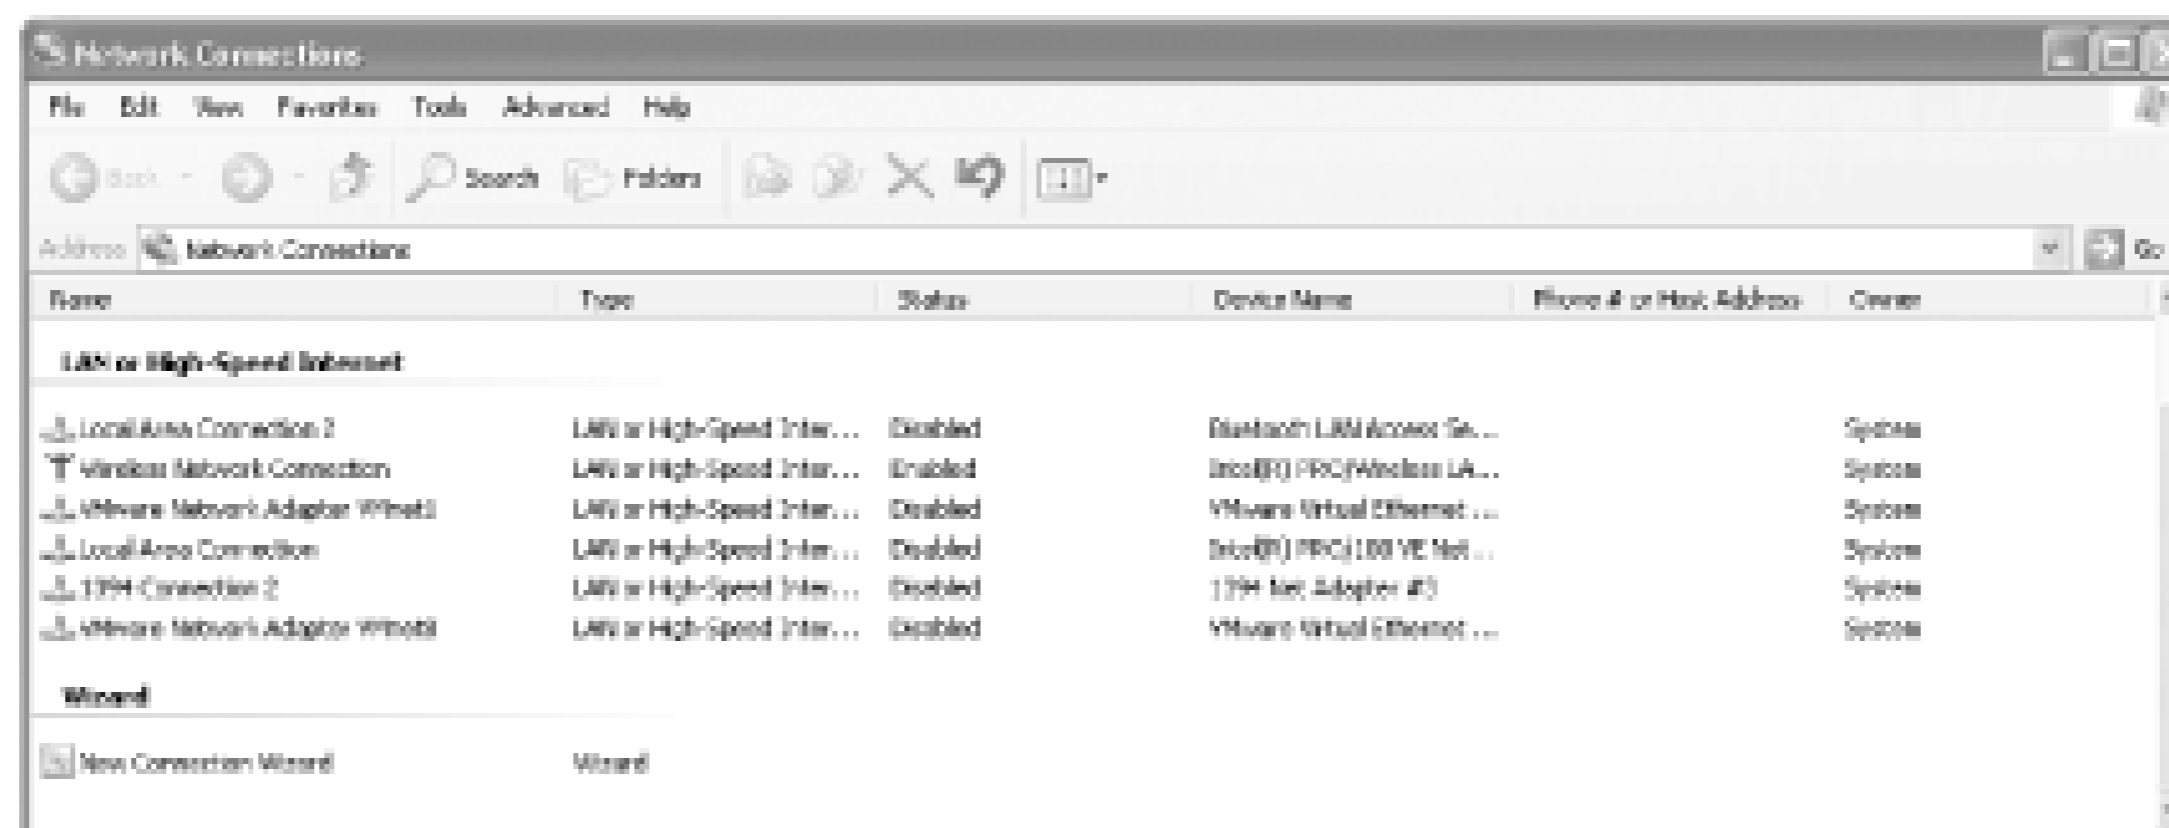 Network Connections
File Edit View Favorites Tools Advanced Help
Back Search Folders
Address Network Connections Go
Name Type Status Device Name Phone # or Host Address Owner
LAN or High-Speed Internet
Local Area Connection 2 LAN or High-Speed Inter... Disabled Bluetooth LAN Access Se... System
Wireless Network Connection LAN or High-Speed Inter... Enabled Intel(R) PRO/Wireless LA... System
VMware Network Adapter VMnet1 LAN or High-Speed Inter... Disabled VMware Virtual Ethernet ... System
Local Area Connection LAN or High-Speed Inter... Disabled Intel(R) PRO/100 VE Net... System
1394 Connection 2 LAN or High-Speed Inter... Disabled 1394 Net Adapter System
VMware Network Adapter VMnet8 LAN or High-Speed Inter... Disabled VMware Virtual Ethernet ... System
Wizard
New Connection Wizard Wizard